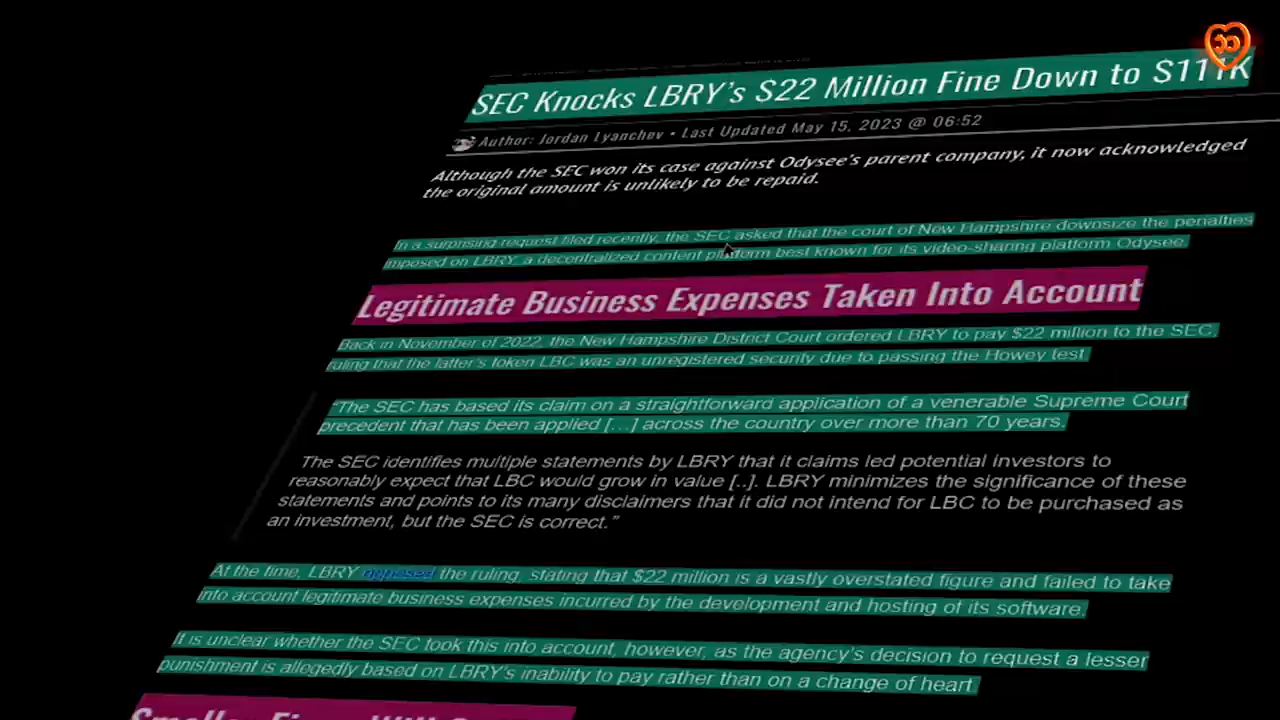 SEC Knocks LBRY's $22 Million Fine Down to $111K
Author: Jordan Lyanchev • Last Updated May 15, 2023 @ 06:52
Although the SEC won its case against Odysee's parent company, it now acknowledged
the original amount is unlikely to be repaid.
In a surprising request filed recently, the SEC asked that the court of New Hampshire downsize the penalties
imposed on LBRY, a decentralized content platform best known for its video-sharing platform Odysee.
Legitimate Business Expenses Taken Into Account
Back in November of 2022, the New Hampshire District Court ordered LBRY to pay $22 million to the SEC,
ruling that the latter's token LBC was an unregistered security due to passing the Howey test.
"The SEC has based its claim on a straightforward application of a venerable Supreme Court
precedent that has been applied [...] across the country over more than 70 years.
The SEC identifies multiple statements by LBRY that it claims led potential investors to
reasonably expect that LBC would grow in value [..]. LBRY minimizes the significance of these
statements and points to its many disclaimers that it did not intend for LBC to be purchased as
an investment, but the SEC is correct."
At the time, LBRY opposed the ruling, stating that $22 million is a vastly overstated figure and failed to take
into account legitimate business expenses incurred by the development and hosting of its software.
It is unclear whether the SEC took this into account, however, as the agency's decision to request a lesser
punishment is allegedly based on LBRY's inability to pay rather than on a change of heart.